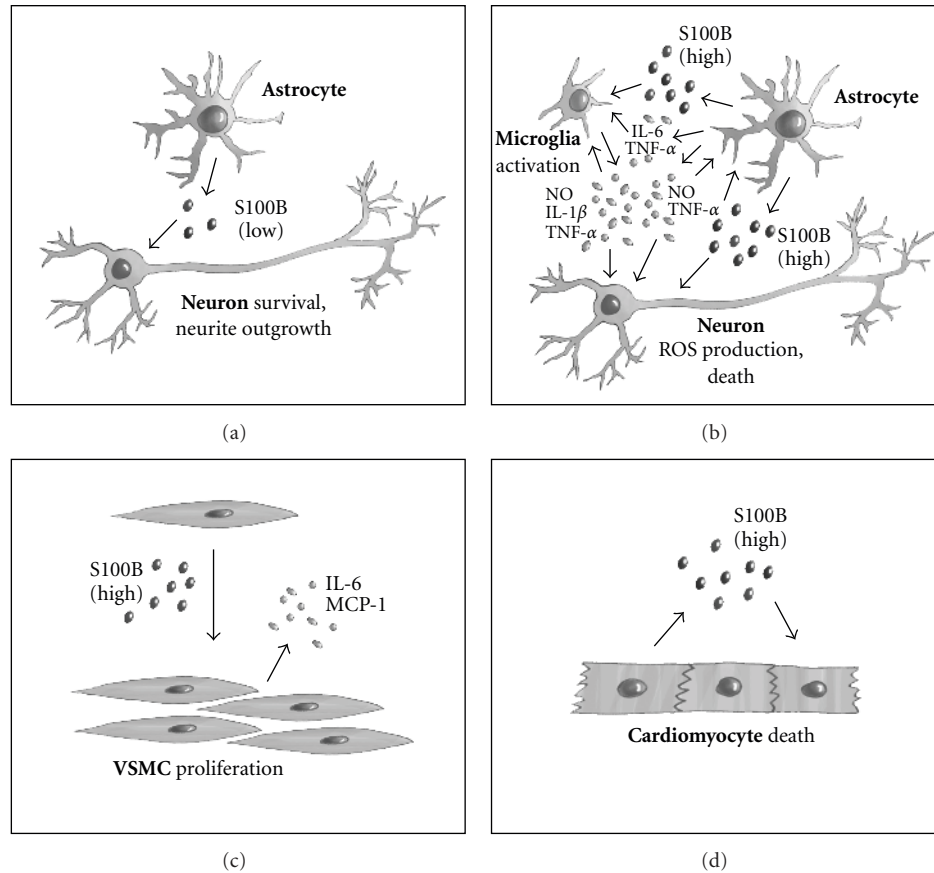 Astrocyte
S100B
(low)
Neuron survival,
neurite outgrowth
(a)
S100B
(high)
Astrocyte
Microglia
activation
IL-6
TNF-α
NO
IL-1β
TNF-α
NO
TNF-α
S100B
(high)
Neuron
ROS production,
death
(b)
S100B
(high)
IL-6
MCP-1
VSMC proliferation
(c)
S100B
(high)
Cardiomyocyte death
(d)